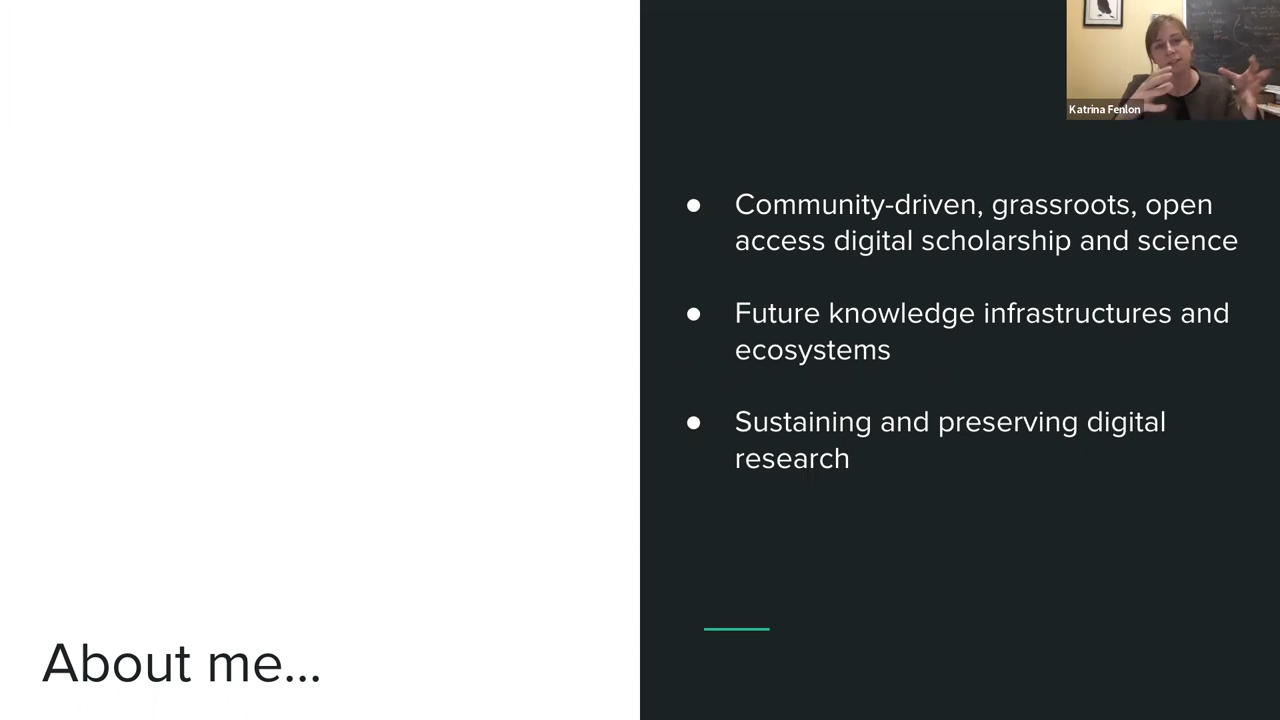 Katrina Fenlon
● Community-driven, grassroots, open
access digital scholarship and science
● Future knowledge infrastructures and
ecosystems
● Sustaining and preserving digital
research
About me...